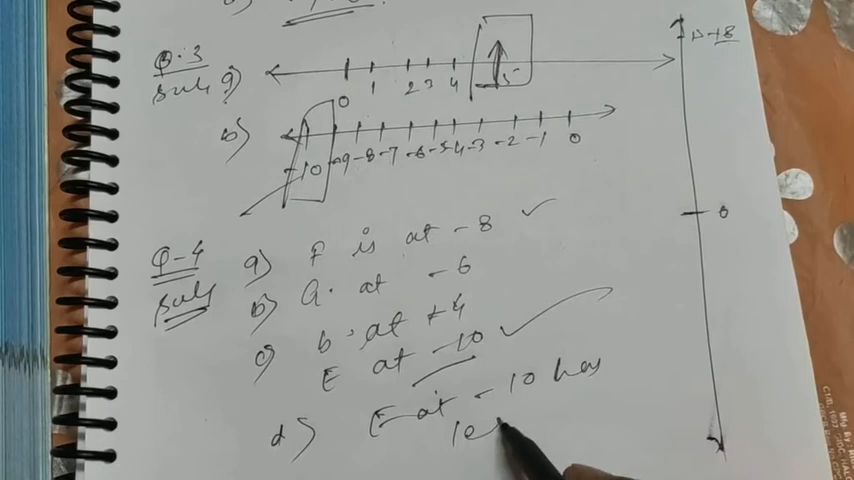 Q.3
Sol, a)
0 1 2 3 4 5
b)
-10 -9 -8 -7 -6 -5 -4 -3 -2 -1 0
Q-4
Sol,
a) F is at -8
b) G. at -6
c) b. at +4
E at -10
d) E at -10 has
le
+8
0